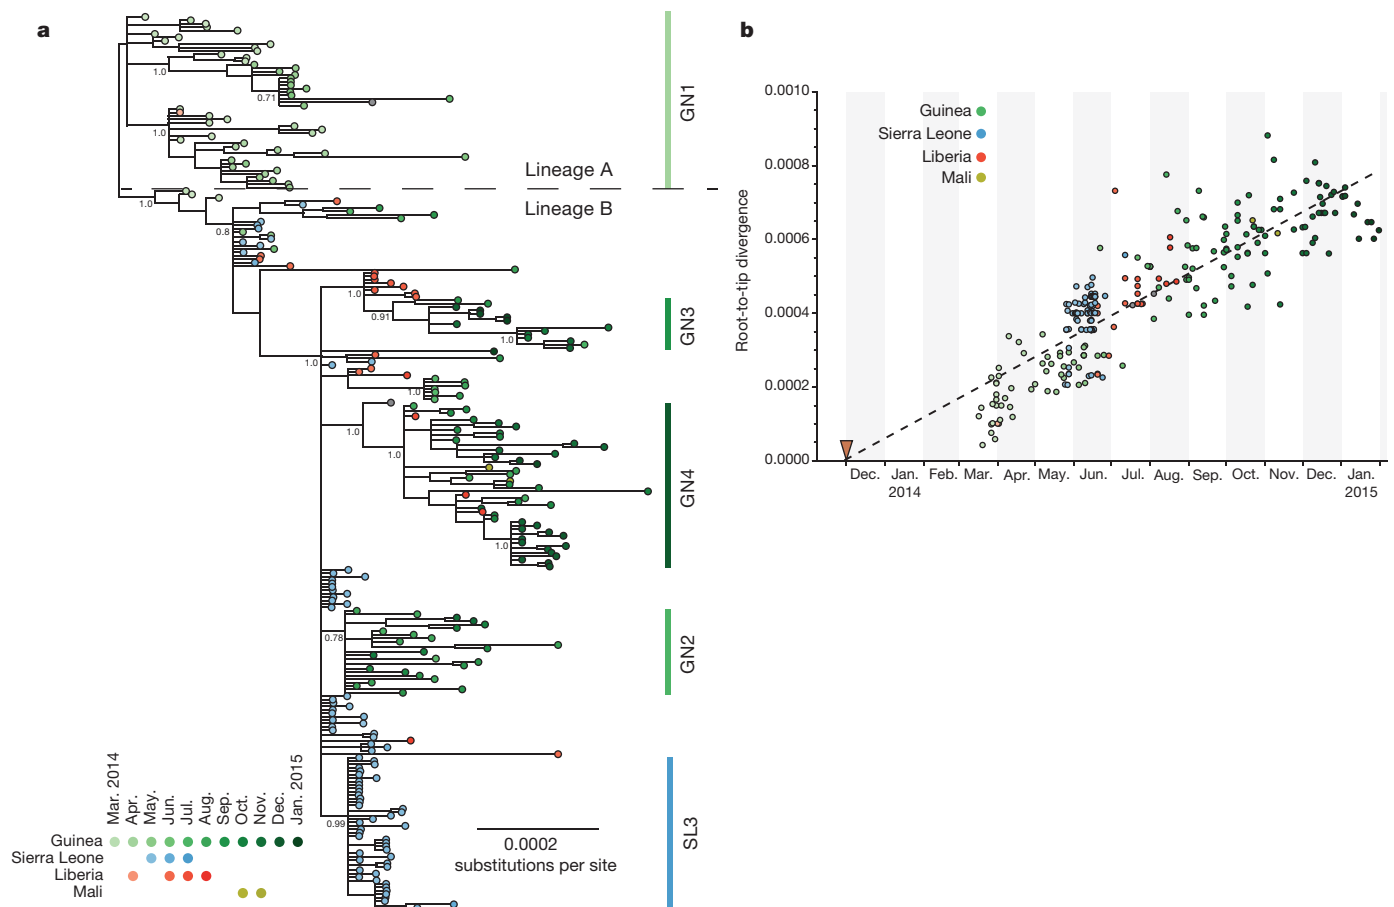 a
GN1
1.0
0.71
1.0
Lineage A
Lineage B
1.0
0.8
1.0
GN3
0.91
1.0
1.0
1.0
1.0
1.0
GN4
1.0
0.78
GN2
0.99
SL3
0.0002
substitutions per site
Mar. 2014
Apr.
May.
Jun.
Jul.
Aug.
Sep.
Oct.
Nov.
Dec.
Jan. 2015
Guinea
Sierra Leone
Liberia
Mali
b
Root-to-tip divergence
0.0010
0.0008
0.0006
0.0004
0.0002
0.0000
Guinea
Sierra Leone
Liberia
Mali
Dec. Jan. Feb. Mar. Apr. May. Jun. Jul. Aug. Sep. Oct. Nov. Dec. Jan.
2014 2015